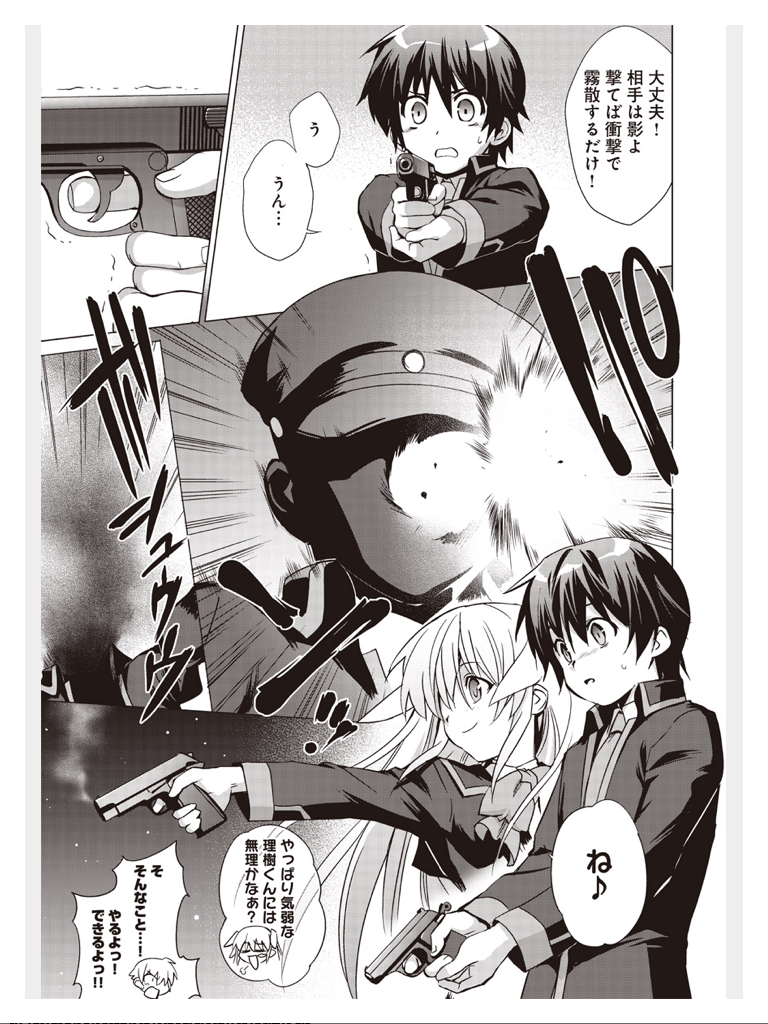 大丈夫！
相手は影よ
撃てば衝撃で
霧散するだけ！
う
うん…
パン
ガガッ
シュウウウ
ね♪
やっぱり気弱な
理樹くんには
無理かなぁ？
そ
そんなこと…！
やるよっ！
できるよっ!!